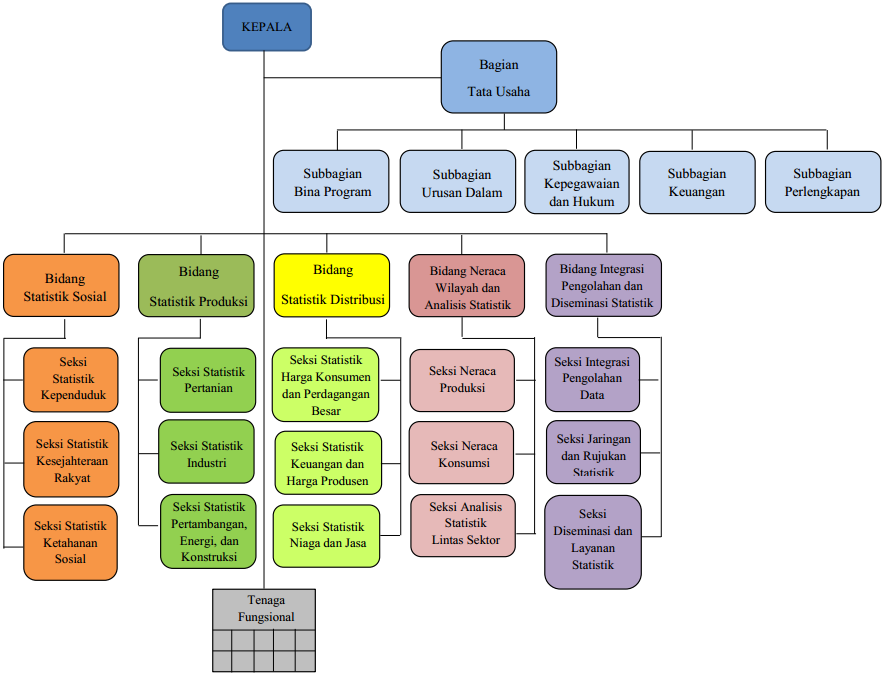 KEPALA
Bagian
Tata Usaha
Subbagian
Bina Program
Subbagian
Urusan Dalam
Subbagian
Kepegawaian
dan Hukum
Subbagian
Keuangan
Subbagian
Perlengkapan
Bidang
Statistik Sosial
Bidang
Statistik Produksi
Bidang
Statistik Distribusi
Bidang Neraca
Wilayah dan
Analisis Statistik
Bidang Integrasi
Pengolahan dan
Diseminasi Statistik
Seksi
Statistik
Kependuduk
Seksi Statistik
Kesejahteraan
Rakyat
Seksi Statistik
Ketahanan
Sosial
Seksi Statistik
Pertanian
Seksi Statistik
Industri
Seksi Statistik
Pertambangan,
Energi, dan
Konstruksi
Seksi Statistik
Harga Konsumen
dan Perdagangan
Besar
Seksi Statistik
Keuangan dan
Harga Produsen
Seksi Statistik
Niaga dan Jasa
Seksi Neraca
Produksi
Seksi Neraca
Konsumsi
Seksi Analisis
Statistik
Lintas Sektor
Seksi Integrasi
Pengolahan
Data
Seksi Jaringan
dan Rujukan
Statistik
Seksi
Diseminasi dan
Layanan
Statistik
Tenaga
Fungsional